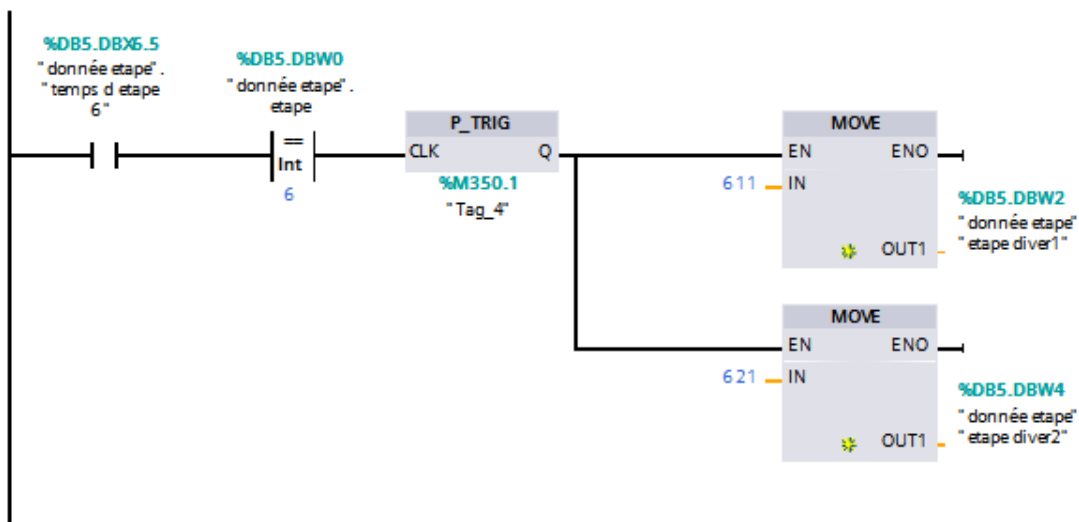 %DB5.DBX6.5
"donnée etape".
"temps d etape
6"
%DB5.DBW0
"donnée etape".
etape
==
Int
6
P_TRIG
CLK Q
%M350.1
"Tag_4"
MOVE
EN ENO
611 IN
OUT1
%DB5.DBW2
"donnée etape"
"etape diver1"
MOVE
EN ENO
621 IN
OUT1
%DB5.DBW4
"donnée etape"
"etape diver2"